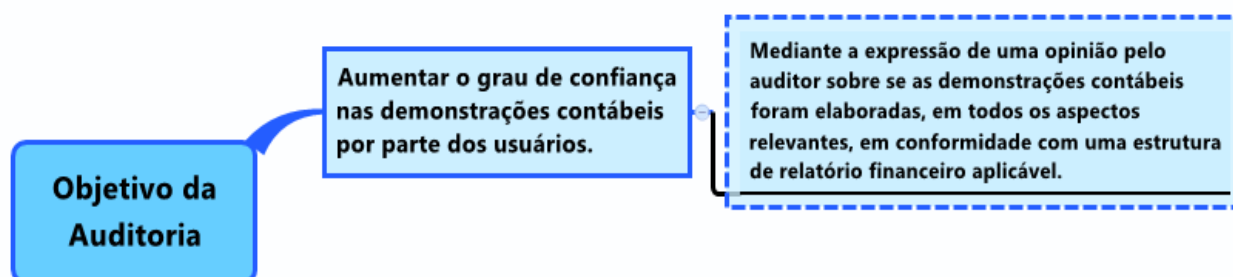 Objetivo da
Auditoria
Aumentar o grau de confiança
nas demonstrações contábeis
por parte dos usuários.
Mediante a expressão de uma opinião pelo
auditor sobre se as demonstrações contábeis
foram elaboradas, em todos os aspectos
relevantes, em conformidade com uma estrutura
de relatório financeiro aplicável.